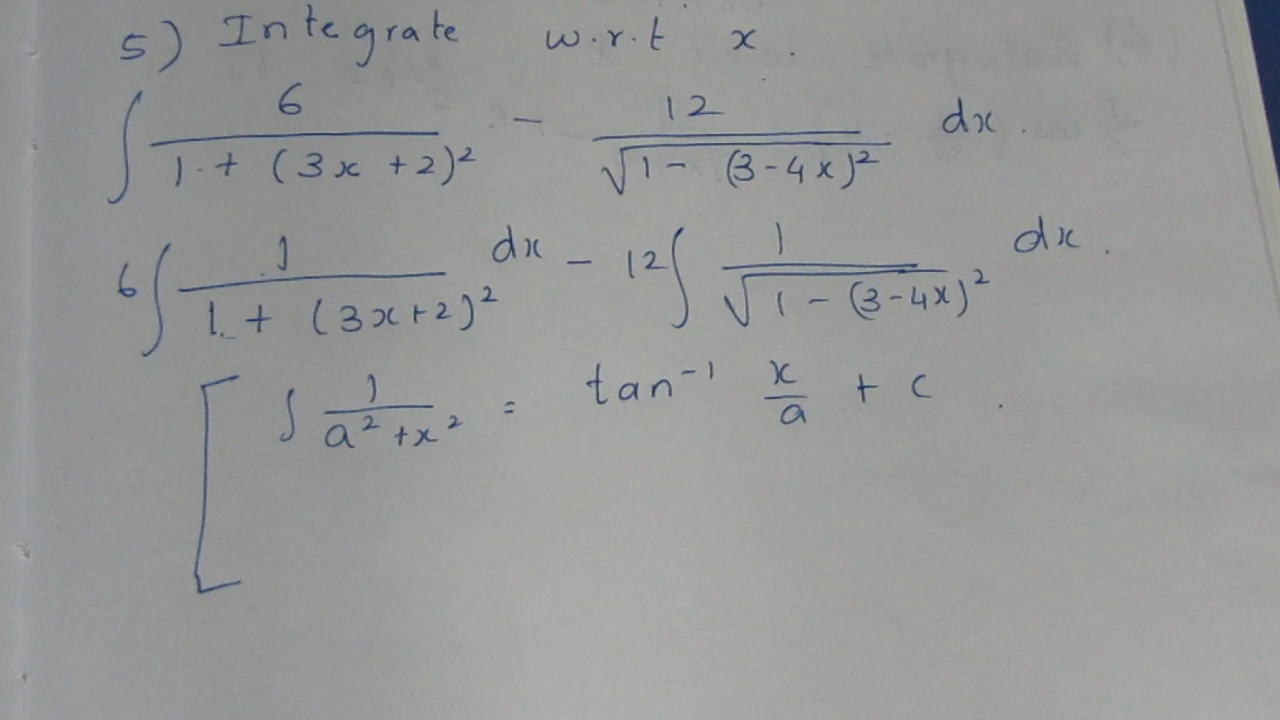 5) Integrate w.r.t x .
∫ 6 / 1 + (3x + 2)² - 12 / √1 - (3 - 4x)² dx .
6 ∫ 1 / 1 + (3x + 2)² dx - 12 ∫ 1 / √1 - (3 - 4x)² dx .
[ ∫ 1 / a² + x² = tan⁻¹ x / a + c .